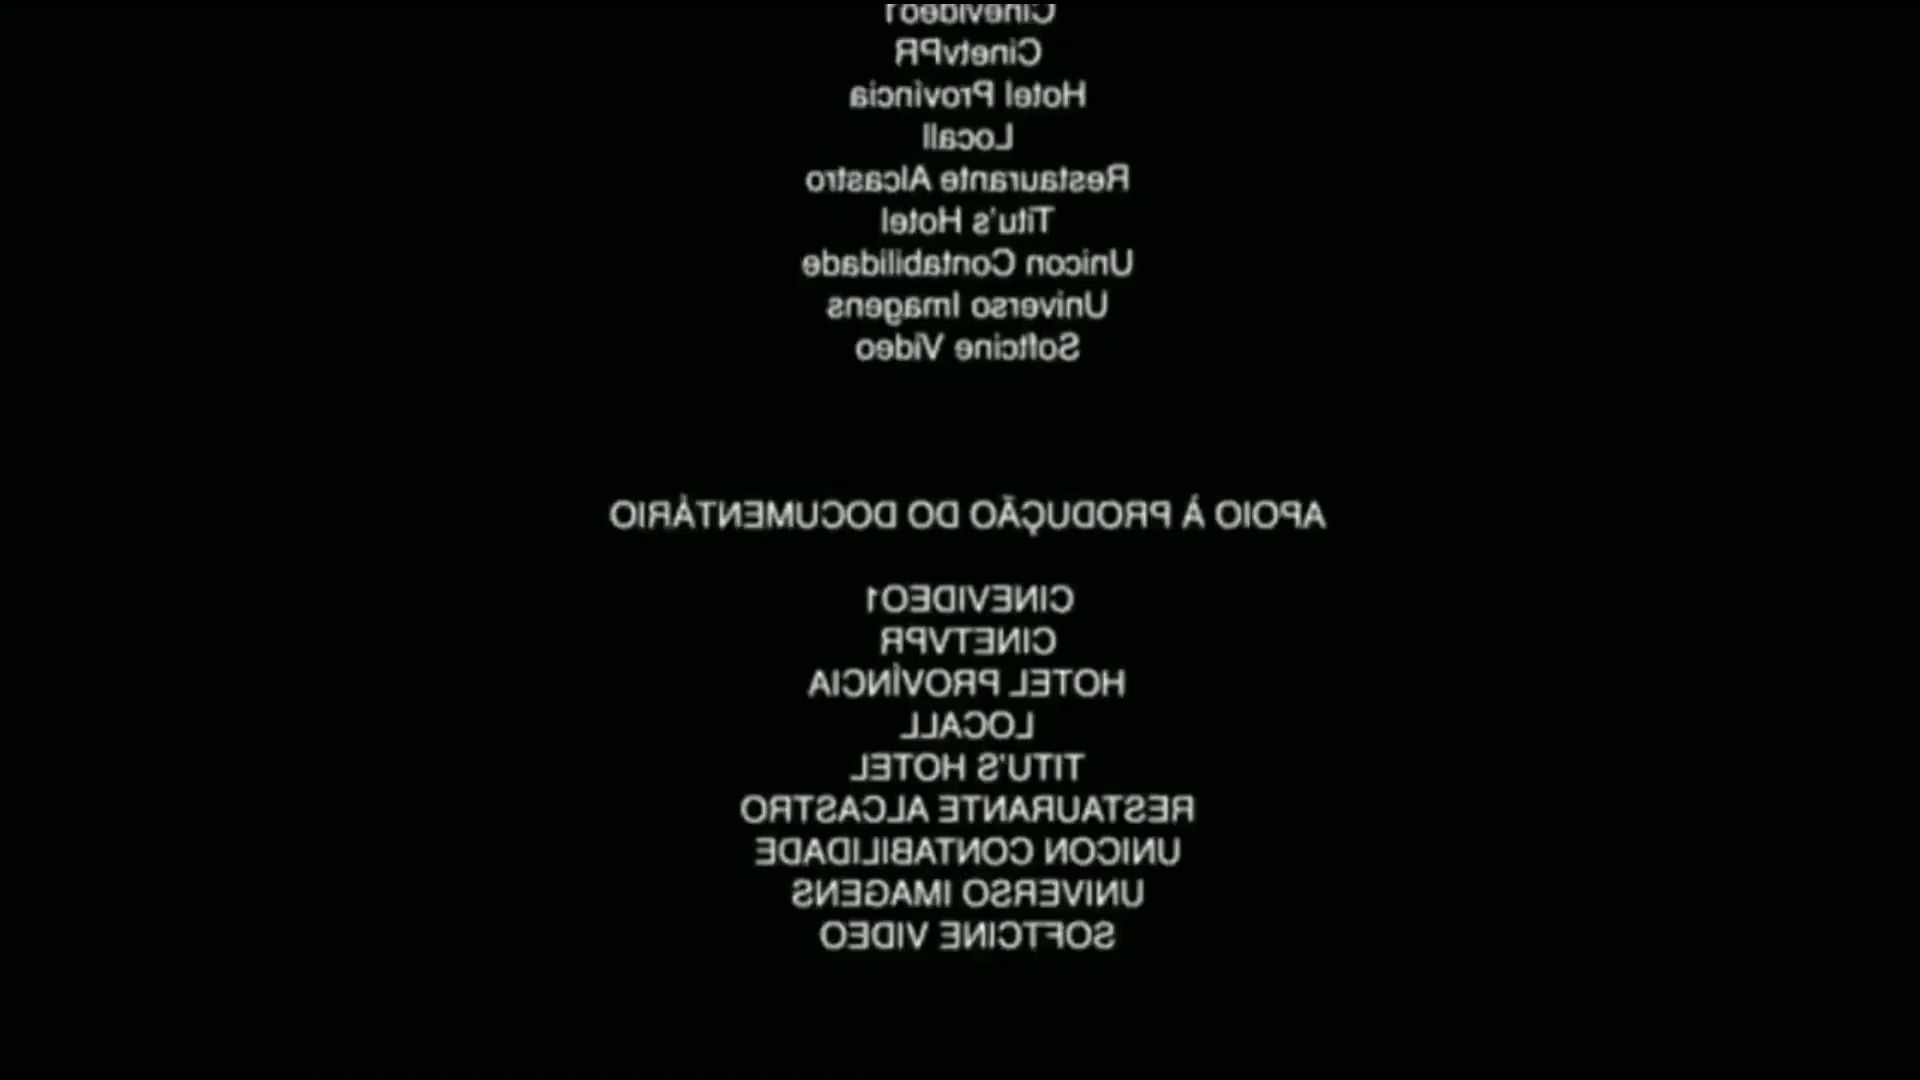 Cinevideo1
CinetvPR
Hotel Província
Locall
Restaurante Alcastro
Titu's Hotel
Unicon Contabilidade
Universo Imagens
Softcine Video
APOIO À PRODUÇÃO DO DOCUMENTÁRIO
CINEVIDEO1
CINETVPR
HOTEL PROVÍNCIA
LOCALL
TITU'S HOTEL
RESTAURANTE ALCASTRO
UNICON CONTABILIDADE
UNIVERSO IMAGENS
SOFTCINE VIDEO